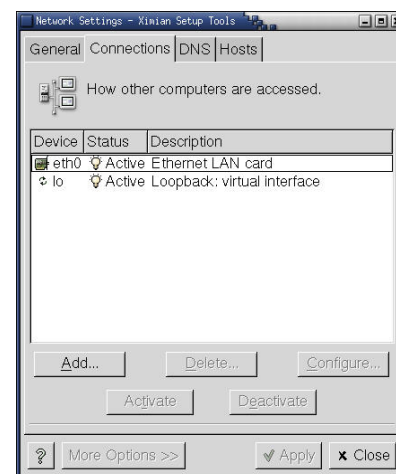 Network Settings - Ximian Setup Tools
General Connections DNS Hosts
How other computers are accessed.
Device Status Description
eth0 Active Ethernet LAN card
lo Active Loopback: virtual interface
Add... Delete... Configure...
Activate Deactivate
? More Options >> Apply Close